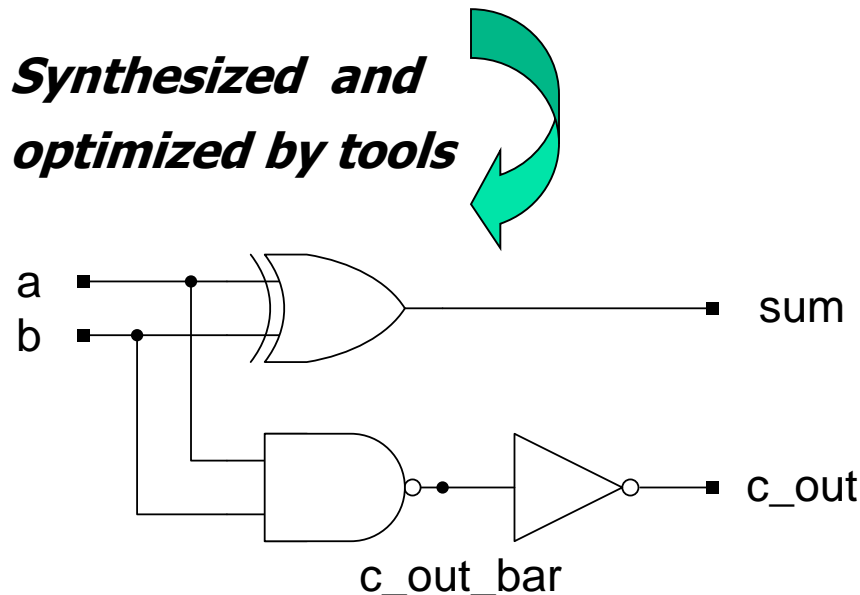 Synthesized and
optimized by tools
a
sum
b
c_out
c_out_bar